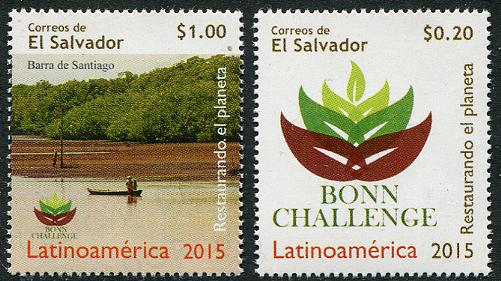 Correos de
El Salvador
$1.00
Barra de Santiago
Restaurando el planeta
BONN
CHALLENGE
Latinoamérica 2015
Correos de
El Salvador
$0.20
Restaurando el planeta
BONN
CHALLENGE
Latinoamérica 2015